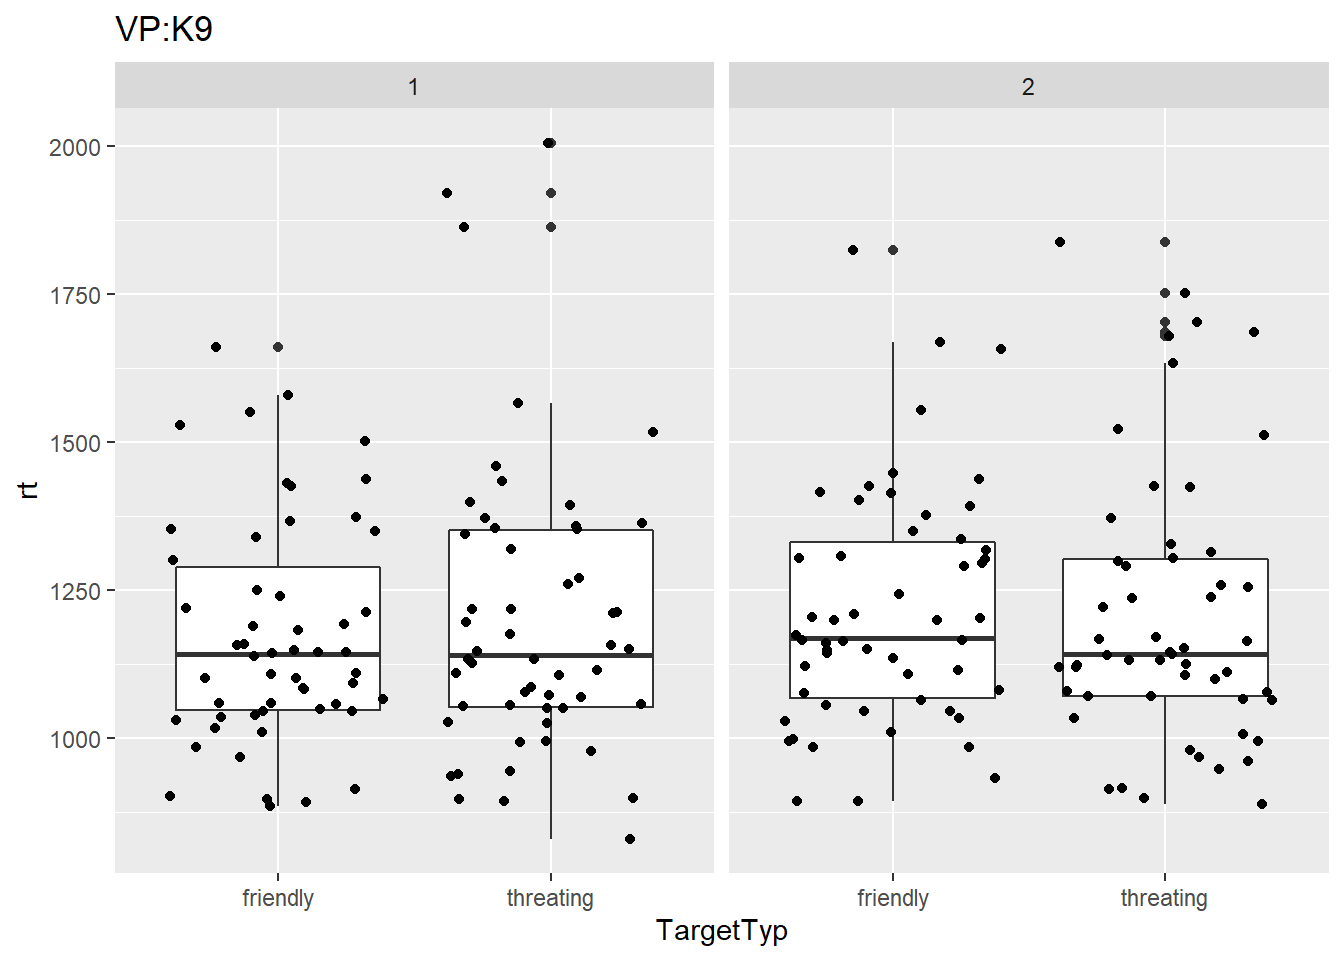 VP:K9
1
2
2000
1750
1500
1250
1000
rt
friendly
threating
friendly
threating
TargetTyp